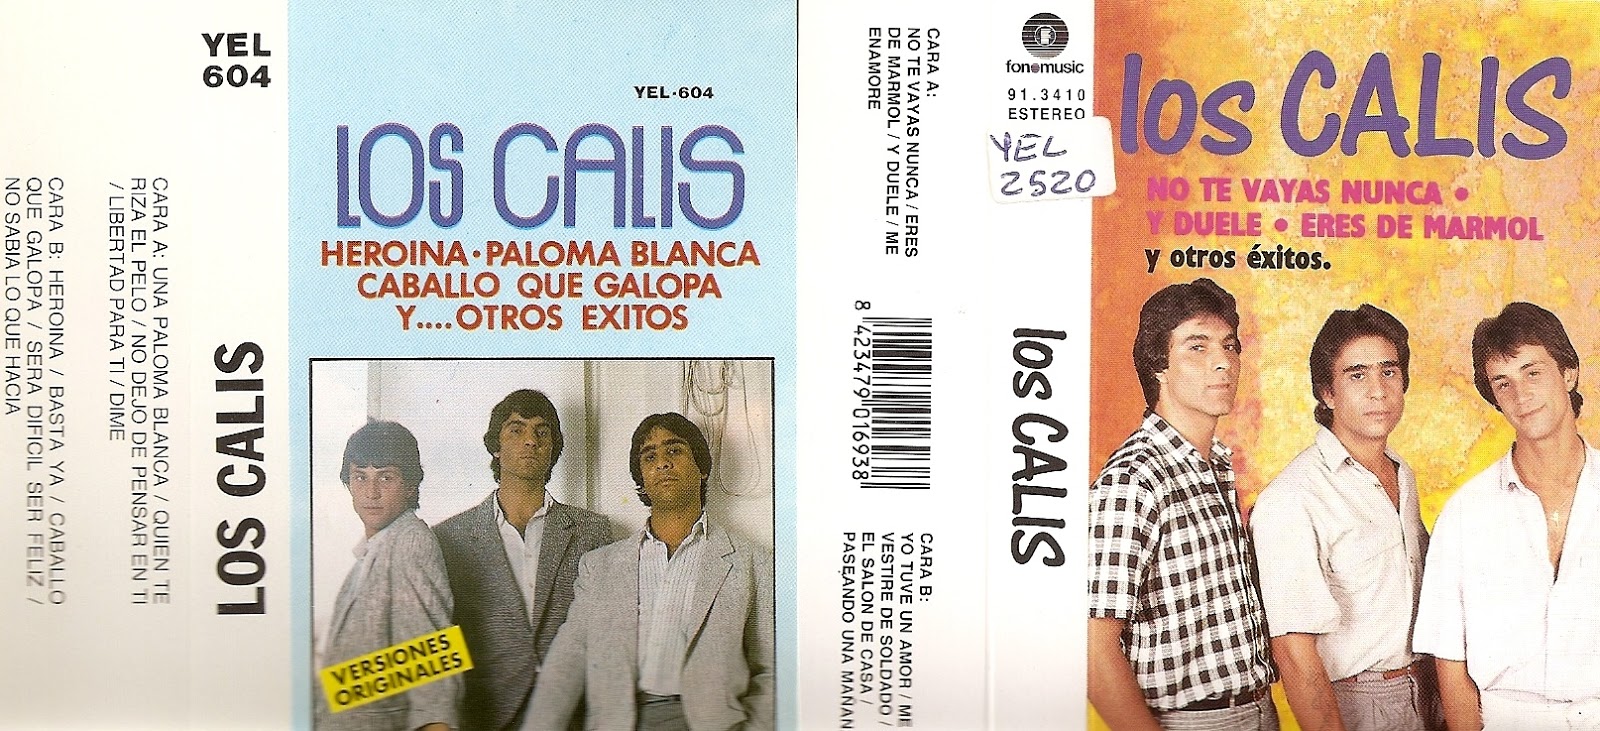 YEL
604
LOS CALIS
CARA A: UNA PALOMA BLANCA / QUIEN TE
RIZA EL PELO / NO DEJO DE PENSAR EN TI
/ LIBERTAD PARA TI / DIME
CARA B: HEROINA / BASTA YA / CABALLO
QUE GALOPA / SERA DIFICIL SER FELIZ /
NO SABIA LO QUE HACIA
YEL·604
LOS CALIS
HEROINA·PALOMA BLANCA
CABALLO QUE GALOPA
Y....OTROS EXITOS
VERSIONES
ORIGINALES
CARA A:
NO TE VAYAS NUNCA / ERES
DE MARMOL / Y DUELE / ME
ENAMORE
8 423479 016938
CARA B:
YO TUVE UN AMOR / ME
VESTIRE DE SOLDADO /
EL SALON DE CASA /
PASEANDO UNA MAÑAN
fonomusic
91.3410
ESTEREO
YEL
2520
los CALIS
los CALIS
NO TE VAYAS NUNCA •
Y DUELE • ERES DE MARMOL
y otros éxitos.